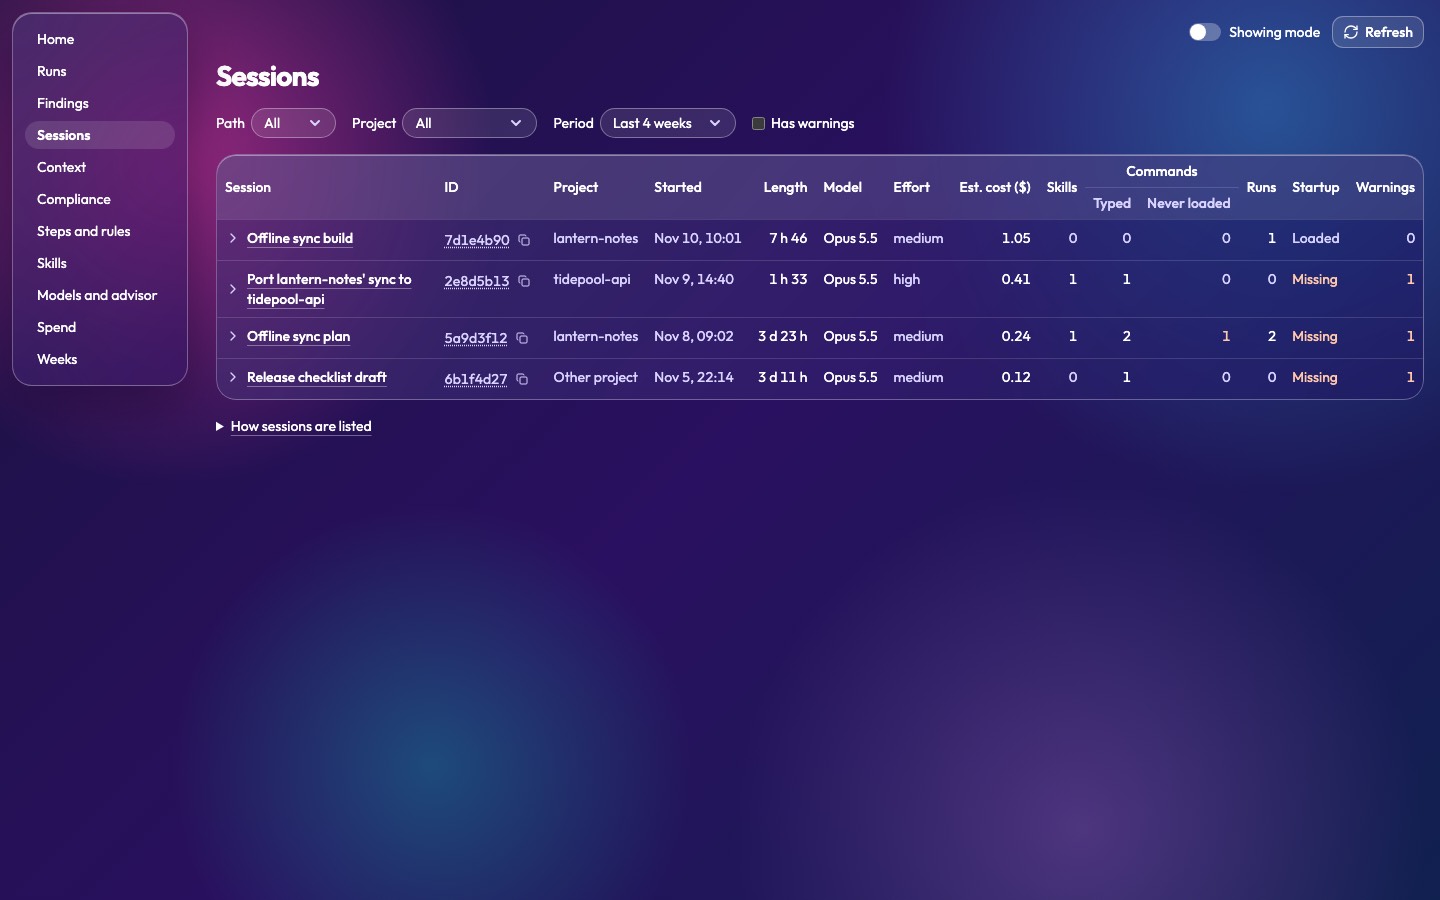 Home
Runs
Findings
Sessions
Context
Compliance
Steps and rules
Skills
Models and advisor
Spend
Weeks
Showing mode
Refresh
Sessions
Path All Project All Period Last 4 weeks Has warnings
Session ID Project Started Length Model Effort Est. cost ($) Skills Commands Runs Startup Warnings
Typed Never loaded
Offline sync build 7d1e4b90 lantern-notes Nov 10, 10:01 7 h 46 Opus 5.5 medium 1.05 0 0 0 1 Loaded 0
Port lantern-notes' sync to 2e8d5b13 tidepool-api Nov 9, 14:40 1 h 33 Opus 5.5 high 0.41 1 1 0 0 Missing 1
tidepool-api
Offline sync plan 5a9d3f12 lantern-notes Nov 8, 09:02 3 d 23 h Opus 5.5 medium 0.24 1 2 1 2 Missing 1
Release checklist draft 6b1f4d27 Other project Nov 5, 22:14 3 d 11 h Opus 5.5 medium 0.12 0 1 0 0 Missing 1
How sessions are listed